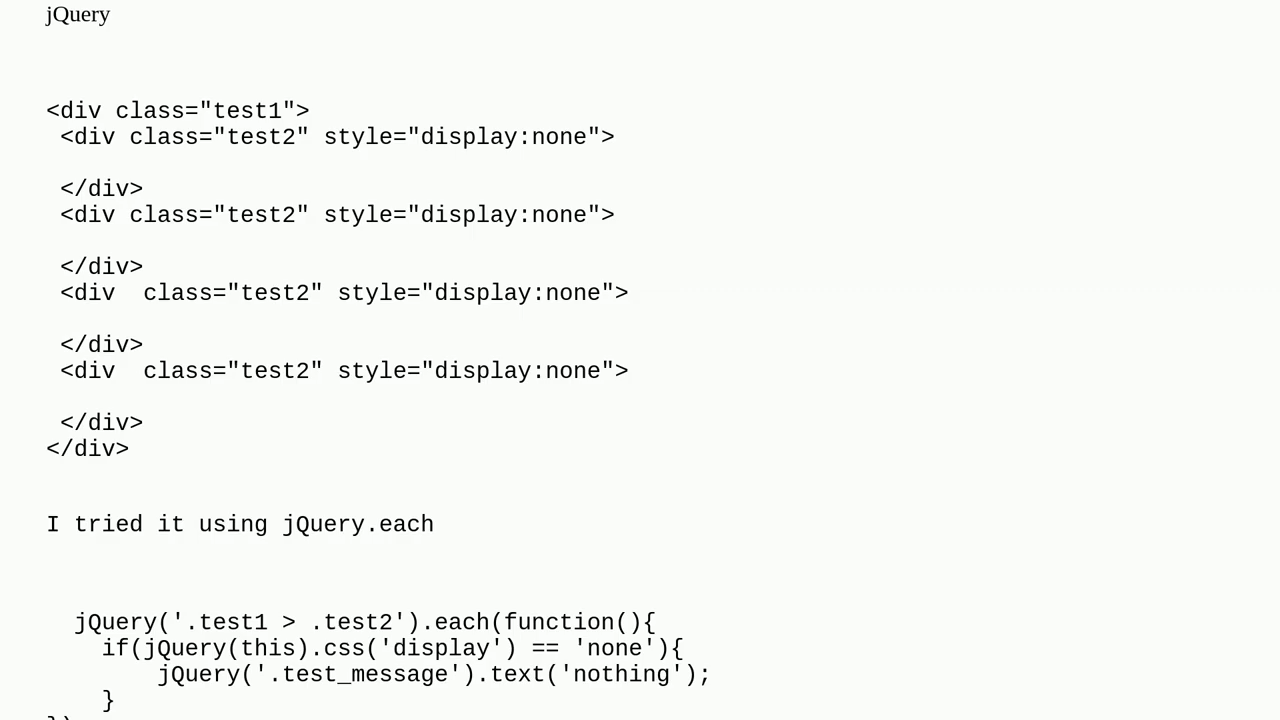 jQuery
<div class="test1">
 <div class="test2" style="display:none">
 </div>
 <div class="test2" style="display:none">
 </div>
 <div  class="test2" style="display:none">
 </div>
 <div  class="test2" style="display:none">
 </div>
</div>
I tried it using jQuery.each
  jQuery('.test1 > .test2').each(function(){
    if(jQuery(this).css('display') == 'none'){
        jQuery('.test_message').text('nothing');
    }